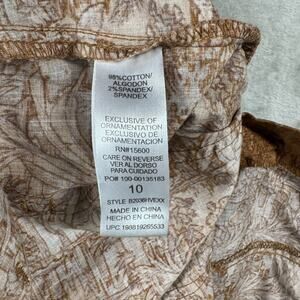 98%COTTON/
ALGODON
2%SPANDEX/
SPANDEX
EXCLUSIVE OF
ORNAMENTATION
EXCLUSIVO DE
ORNAMENTACION
RN#15600
CARE ON REVERSE
VER AL DORSO
PARA CUIDADO
PO# 100-00135183
10
STYLE B2036HVEXX
MADE IN CHINA
HECHO EN CHINA
UPC 198819265533